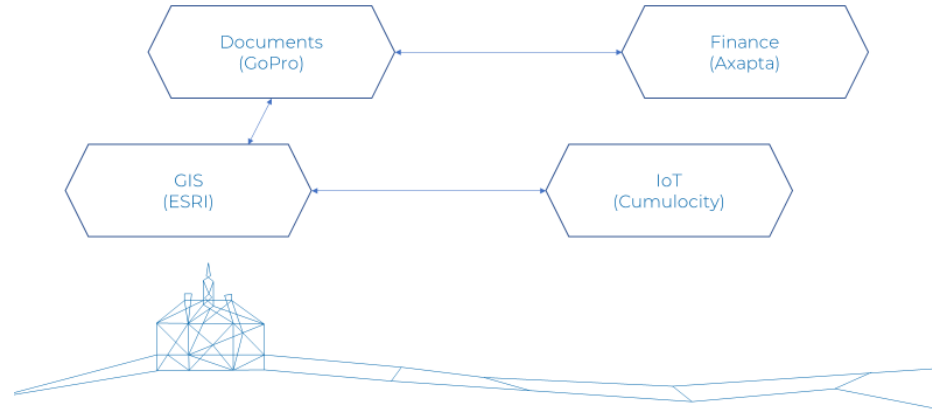 Documents
(GoPro)
Finance
(Axapta)
GIS
(ESRI)
IoT
(Cumulocity)